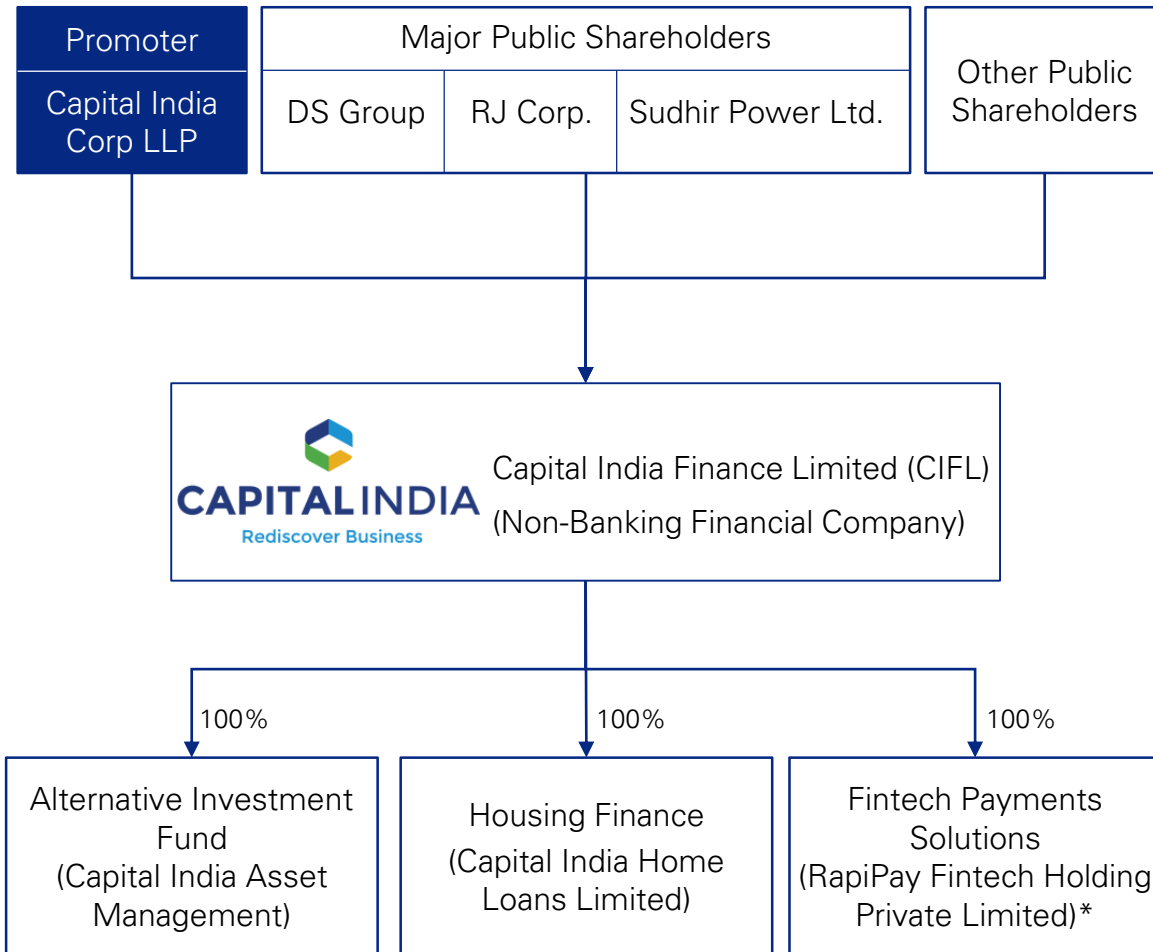 Promoter
Capital India
Corp LLP
Major Public Shareholders
DS Group
RJ Corp.
Sudhir Power Ltd.
Other Public
Shareholders
CAPITALINDIA
Rediscover Business
Capital India Finance Limited (CIFL)
(Non-Banking Financial Company)
100%
100%
100%
Alternative Investment
Fund
(Capital India Asset
Management)
Housing Finance
(Capital India Home
Loans Limited)
Fintech Payments
Solutions
(RapiPay Fintech Holding
Private Limited)*